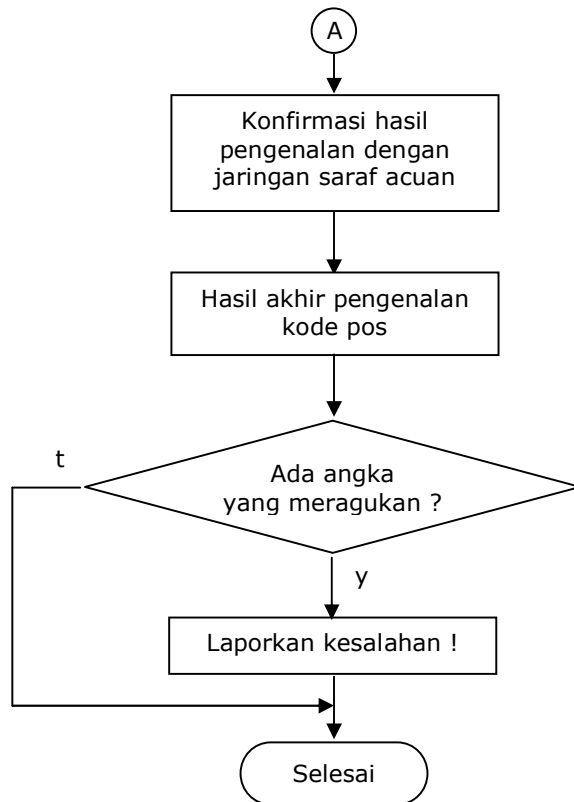 A
Konfirmasi hasil
pengenalan dengan
jaringan saraf acuan
Hasil akhir pengenalan
kode pos
t
Ada angka
yang meragukan ?
y
Laporkan kesalahan !
Selesai